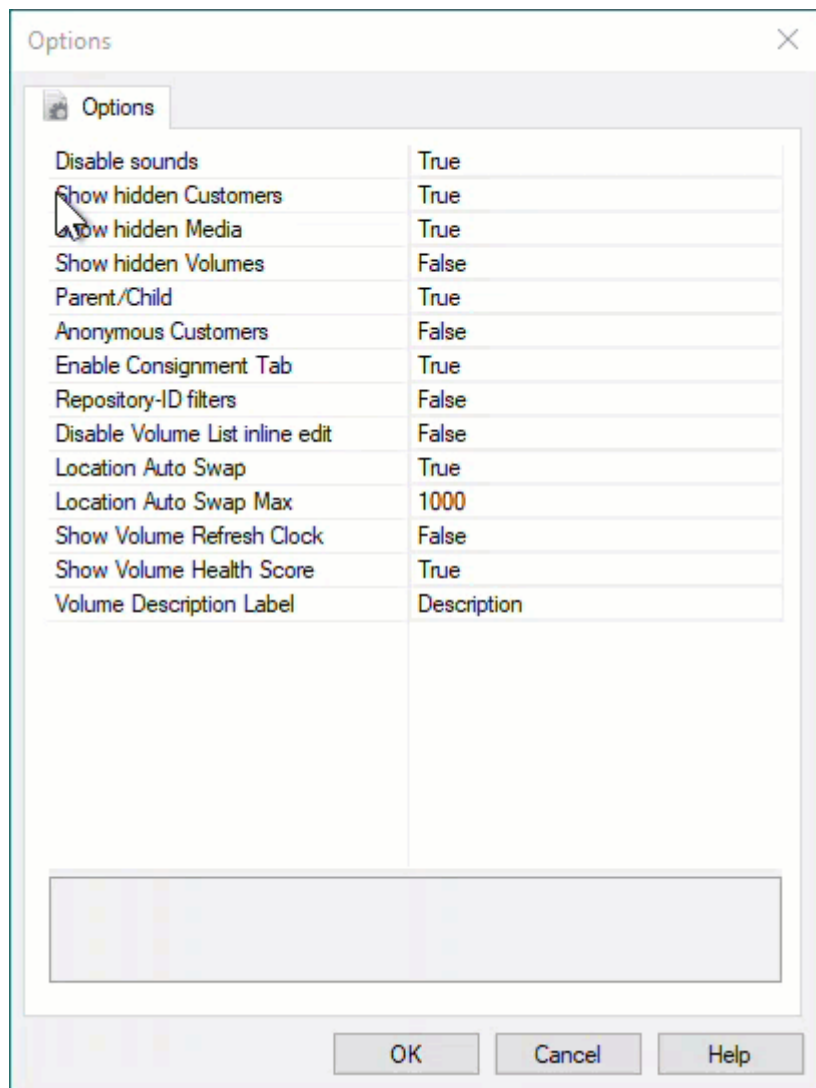 Options
Options
Disable sounds True
Show hidden Customers True
Show hidden Media True
Show hidden Volumes False
Parent/Child True
Anonymous Customers False
Enable Consignment Tab True
Repository-ID filters False
Disable Volume List inline edit False
Location Auto Swap True
Location Auto Swap Max 1000
Show Volume Refresh Clock False
Show Volume Health Score True
Volume Description Label Description
OK Cancel Help